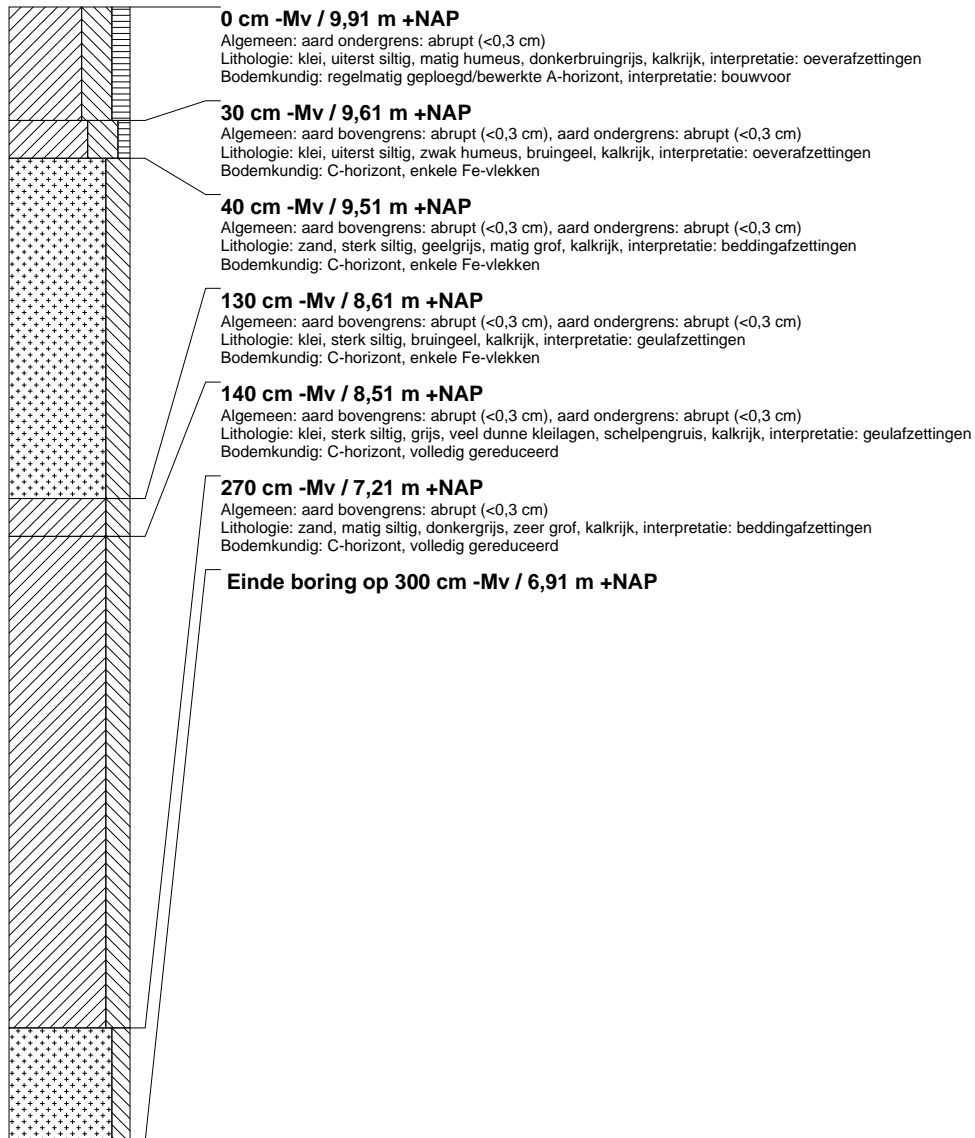 0 cm -Mv / 9,91 m +NAP
Algemeen: aard ondergrens: abrupt (<0,3 cm)
Lithologie: klei, uiterst siltig, matig humeus, donkerbruingrijs, kalkrijk, interpretatie: oeverafzettingen
Bodemkundig: regelmatig geploegd/bewerkte A-horizont, interpretatie: bouwvoor
30 cm -Mv / 9,61 m +NAP
Algemeen: aard bovengrens: abrupt (<0,3 cm), aard ondergrens: abrupt (<0,3 cm)
Lithologie: klei, uiterst siltig, zwak humeus, bruingeel, kalkrijk, interpretatie: oeverafzettingen
Bodemkundig: C-horizont, enkele Fe-vlekken
40 cm -Mv / 9,51 m +NAP
Algemeen: aard bovengrens: abrupt (<0,3 cm), aard ondergrens: abrupt (<0,3 cm)
Lithologie: zand, sterk siltig, geelgrijs, matig grof, kalkrijk, interpretatie: beddingafzettingen
Bodemkundig: C-horizont, enkele Fe-vlekken
130 cm -Mv / 8,61 m +NAP
Algemeen: aard bovengrens: abrupt (<0,3 cm), aard ondergrens: abrupt (<0,3 cm)
Lithologie: klei, sterk siltig, bruingeel, kalkrijk, interpretatie: geulafzettingen
Bodemkundig: C-horizont, enkele Fe-vlekken
140 cm -Mv / 8,51 m +NAP
Algemeen: aard bovengrens: abrupt (<0,3 cm), aard ondergrens: abrupt (<0,3 cm)
Lithologie: klei, sterk siltig, grijs, veel dunne kleilagen, schelpengruis, kalkrijk, interpretatie: geulafzettingen
Bodemkundig: C-horizont, volledig gereduceerd
270 cm -Mv / 7,21 m +NAP
Algemeen: aard bovengrens: abrupt (<0,3 cm)
Lithologie: zand, matig siltig, donkergrijs, zeer grof, kalkrijk, interpretatie: beddingafzettingen
Bodemkundig: C-horizont, volledig gereduceerd
Einde boring op 300 cm -Mv / 6,91 m +NAP